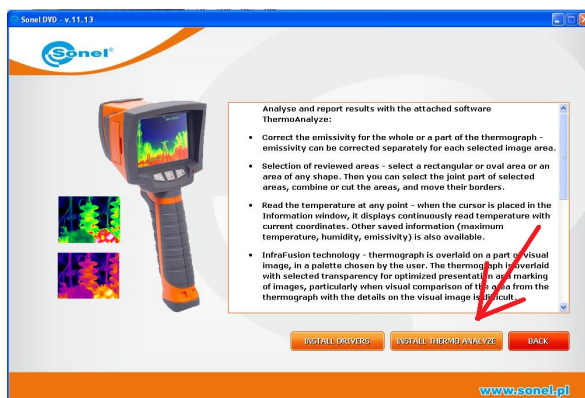 Sonel DVD - v.11.13
Sonel®
Analyse and report results with the attached software
ThermoAnalyze:
• Correct the emissivity for the whole or a part of the thermograph -
emissivity can be corrected separately for each selected image area.
• Selection of reviewed areas - select a rectangular or oval area or an
area of any shape. Then you can select the joint part of selected
areas, combine or cut the areas, and move their borders.
• Read the temperature at any point - when the cursor is placed in the
Information window, it displays continuously read temperature with
current coordinates. Other saved information (maximum
temperature, humidity, emissivity) is also available.
• InfraFusion technology - thermograph is overlaid on a part of visual
image, in a palette chosen by the user. The thermograph is overlaid
with selected transparency for optimized presentation and marking
of images, particularly when visual comparison of the area from the
thermograph with the details on the visual image is difficult.
INSTALL DRIVERS
INSTALL THERMO ANALYZE
BACK
www.sonel.pl